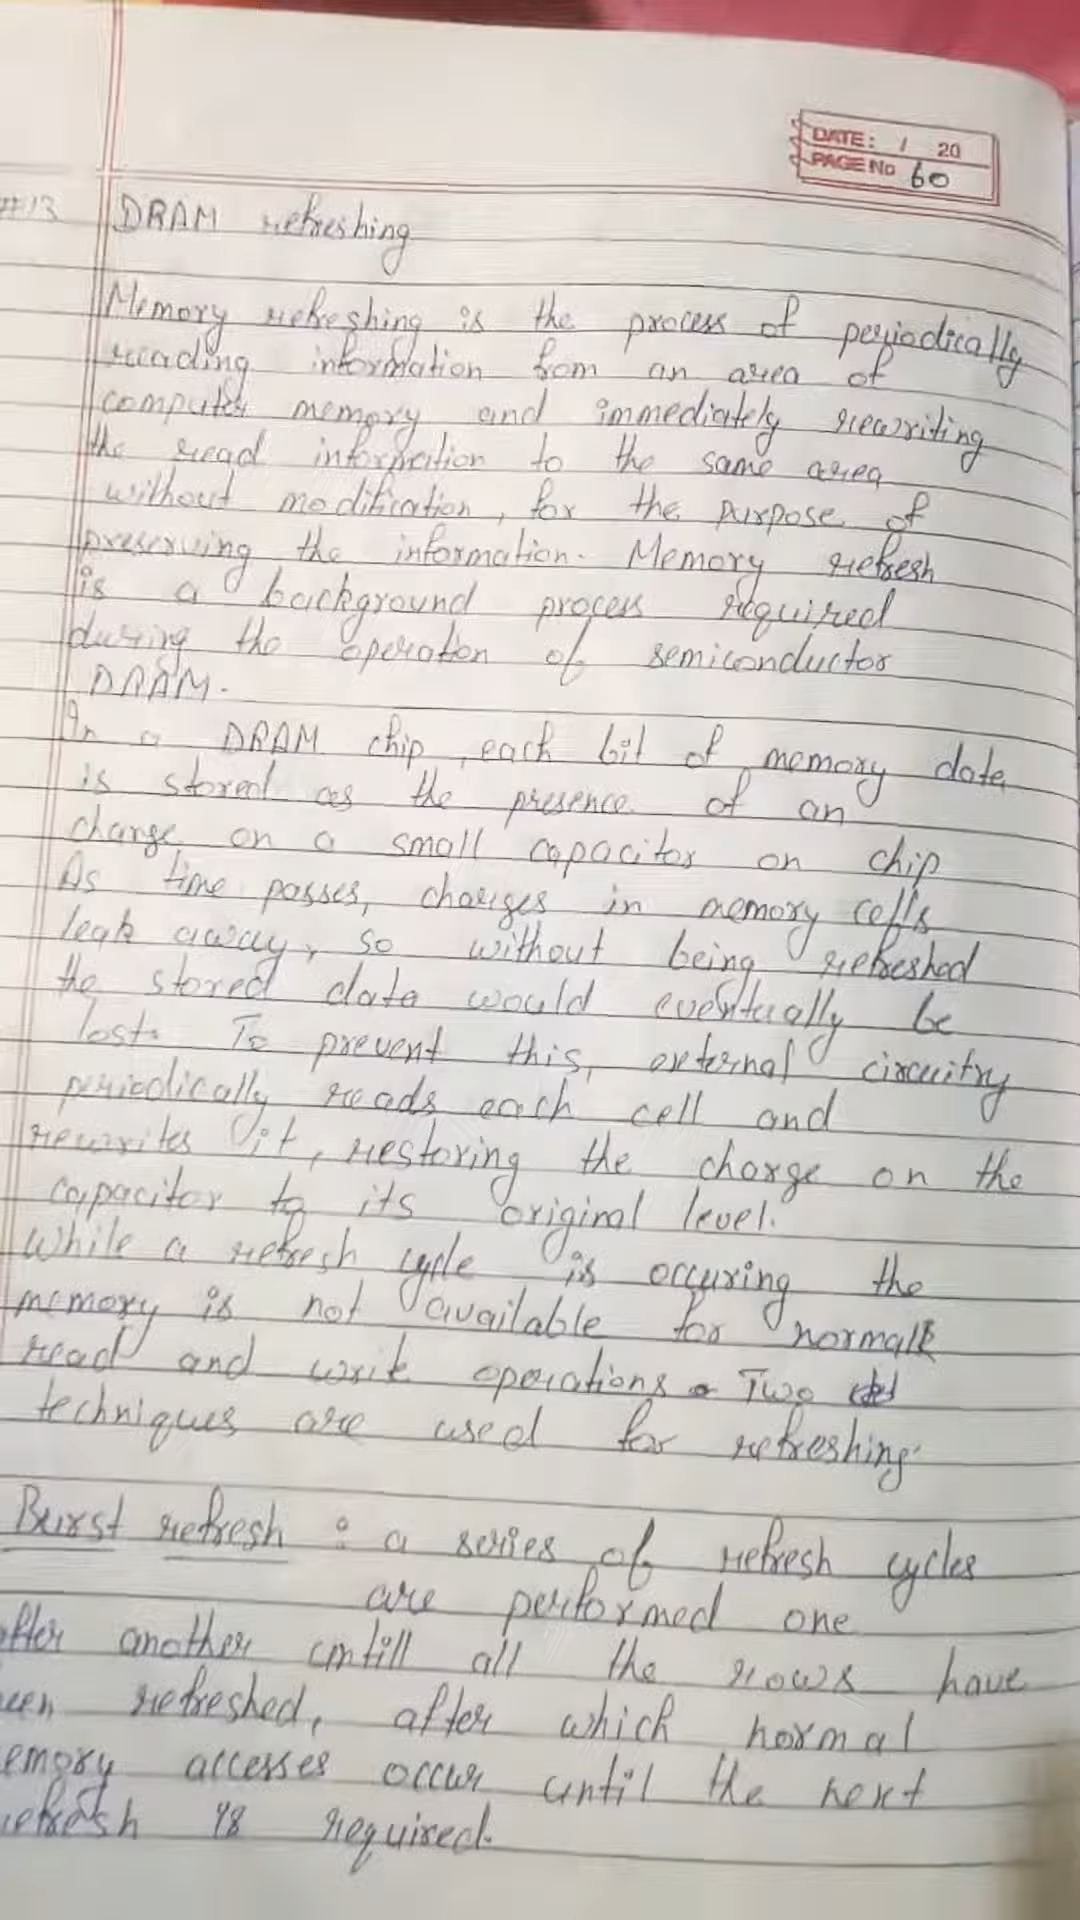 DATE: / 20
PAGE No 60
#13 DRAM refreshing
Memory refreshing is the process of periodically
reading information from an area of
computer memory and immediately rewriting
the read information to the same area
without modification, for the purpose of
preserving the information. Memory refresh
is a background process required
during the operation of semiconductor
DRAM.
In a DRAM chip, each bit of memory data
is stored as the presence of an
charge on a small capacitor on chip
As time passes, charges in memory cells
leak away, so without being refreshed
the stored data would eventually be
lost. To prevent this, external circuitry
periodically reads each cell and
rewrites it, restoring the charge on the
capacitor to its original level.
While a refresh cycle is occuring the
memory is not available for normal
read and write operations. Two
techniques are used for refreshing.
Burst refresh : a series of refresh cycles
are performed one
after another untill all the rows have
een refreshed, after which normal
emory accesses occur until the next
refresh is required.